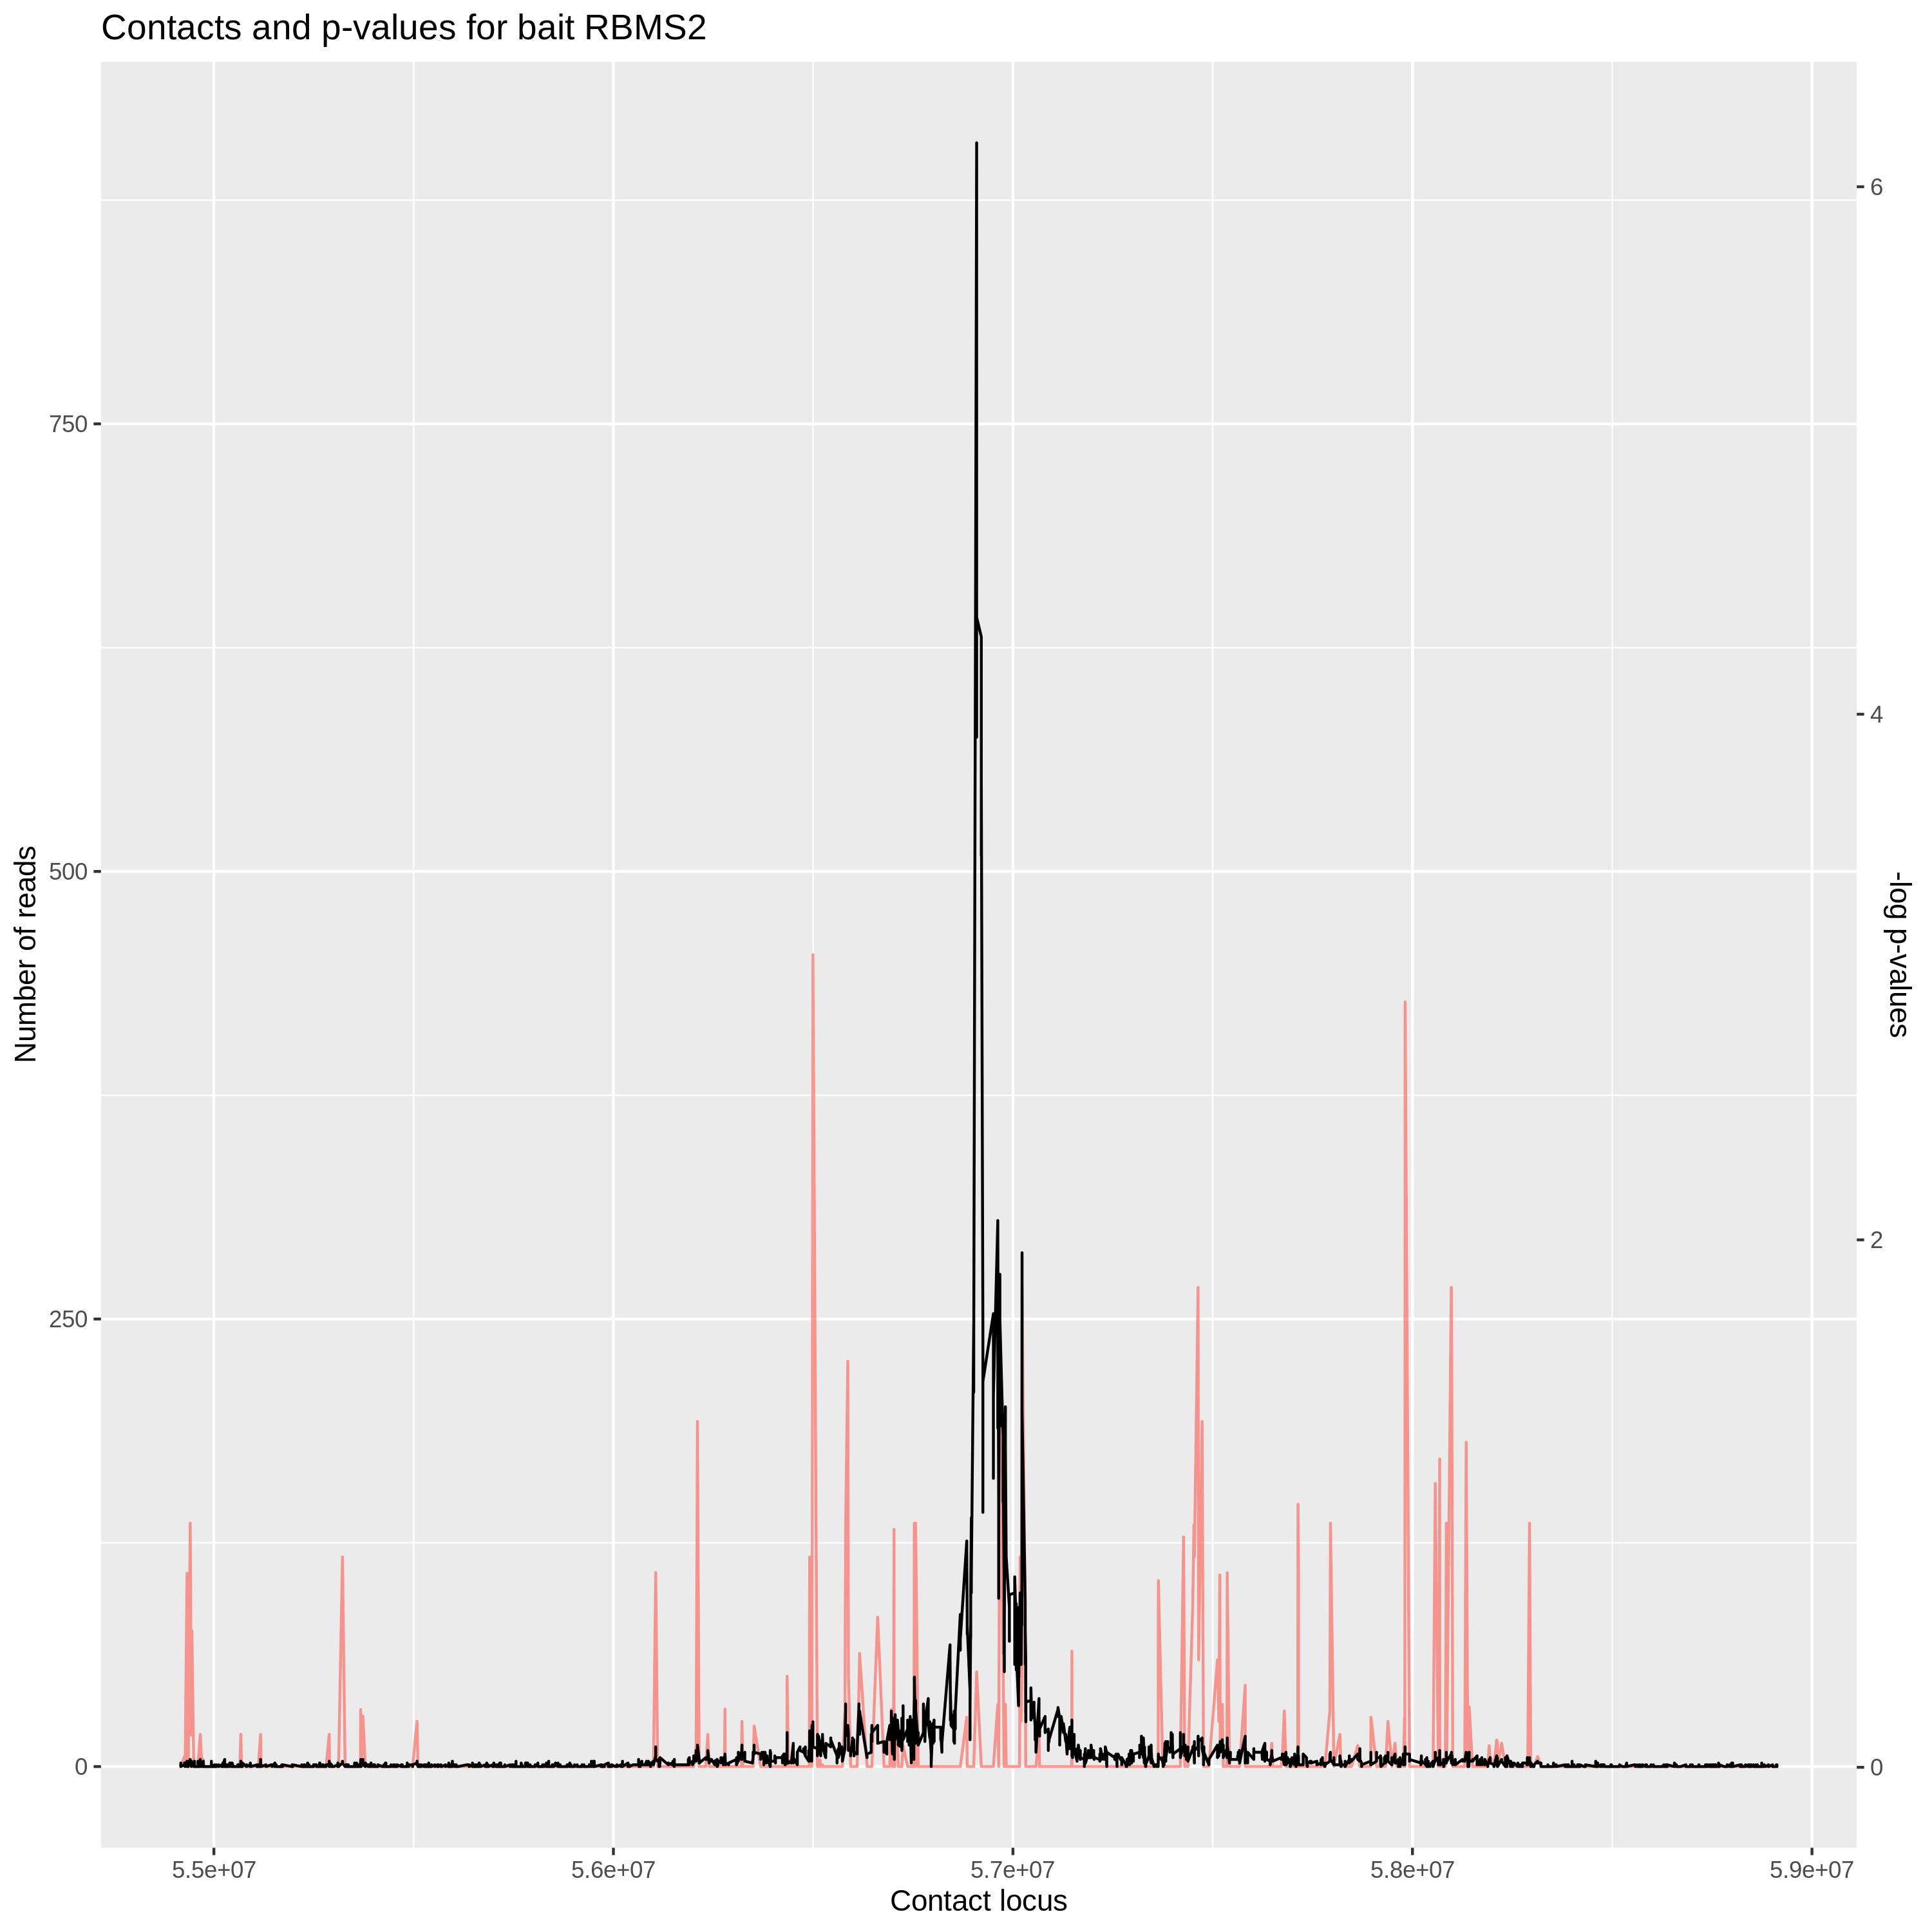 Contacts and p-values for bait RBMS2
Number of reads
750
500
250
0
6
4
2
0
-log p-values
5.5e+07
5.6e+07
5.7e+07
5.8e+07
5.9e+07
Contact locus